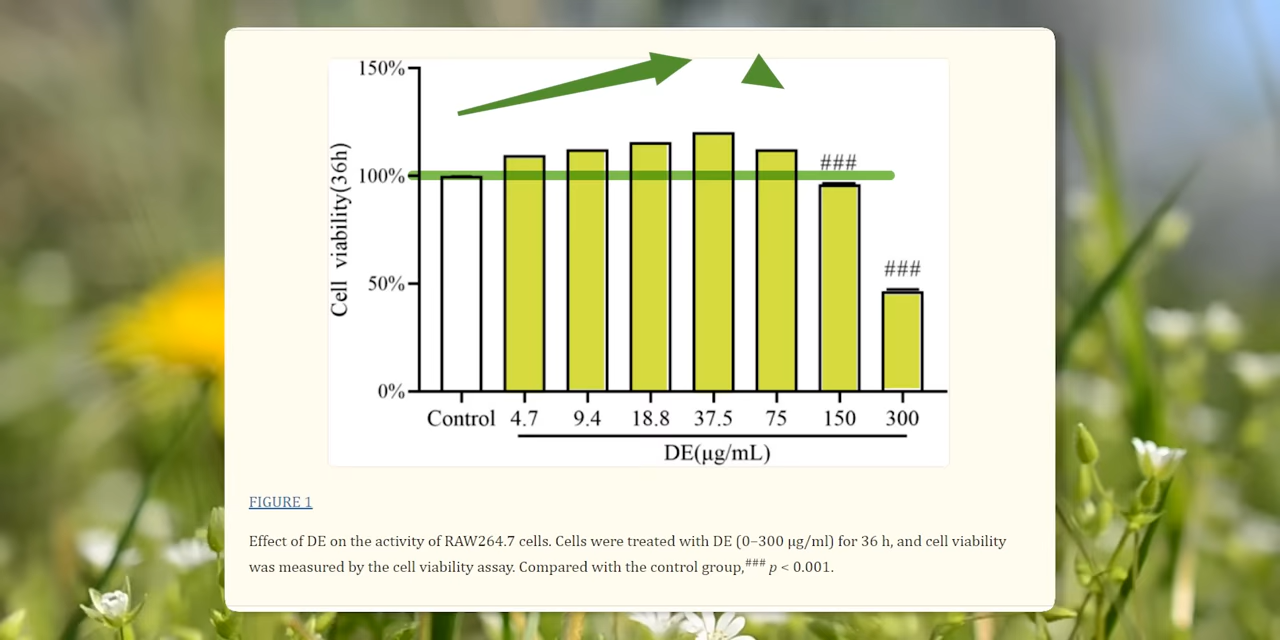 150%
100%
50%
0%
Cell viability(36h)
###
###
Control 4.7 9.4 18.8 37.5 75 150 300
DE(μg/mL)
FIGURE 1
Effect of DE on the activity of RAW264.7 cells. Cells were treated with DE (0–300 μg/ml) for 36 h, and cell viability
was measured by the cell viability assay. Compared with the control group,### p < 0.001.